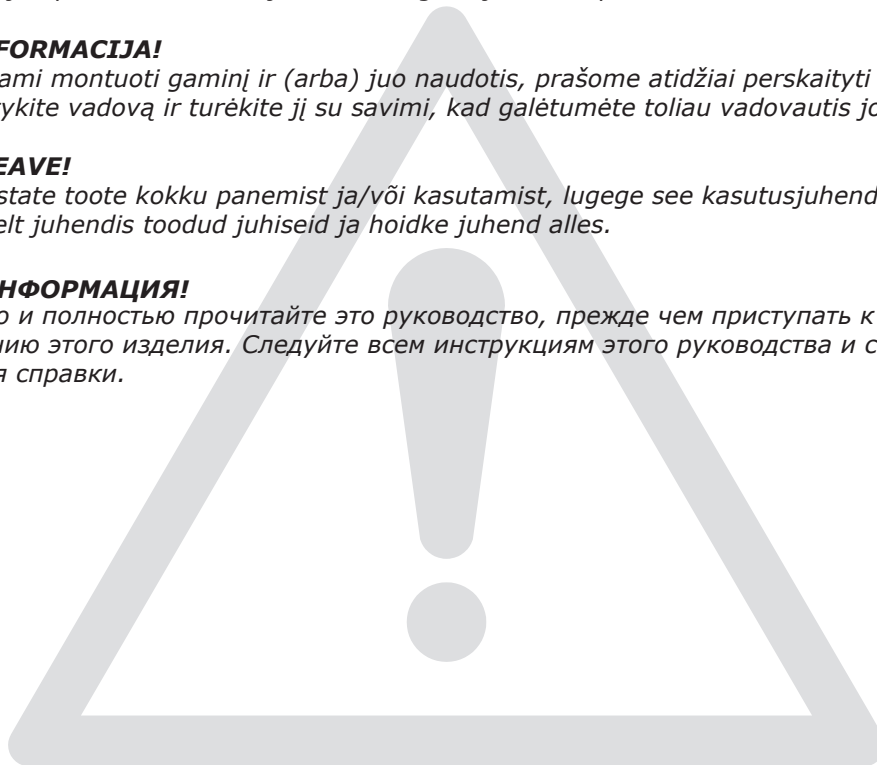 FORMACIJA!
ami montuoti gaminį ir (arba) juo naudotis, prašome atidžiai perskaityti
ykite vadovą ir turėkite jį su savimi, kad galėtumėte toliau vadovautis jo
EAVE!
state toote kokku panemist ja/või kasutamist, lugege see kasutusjuhend
elt juhendis toodud juhiseid ja hoidke juhend alles.
НФОРМАЦИЯ!
о и полностью прочитайте это руководство, прежде чем приступать к
нию этого изделия. Следуйте всем инструкциям этого руководства и с
я справки.